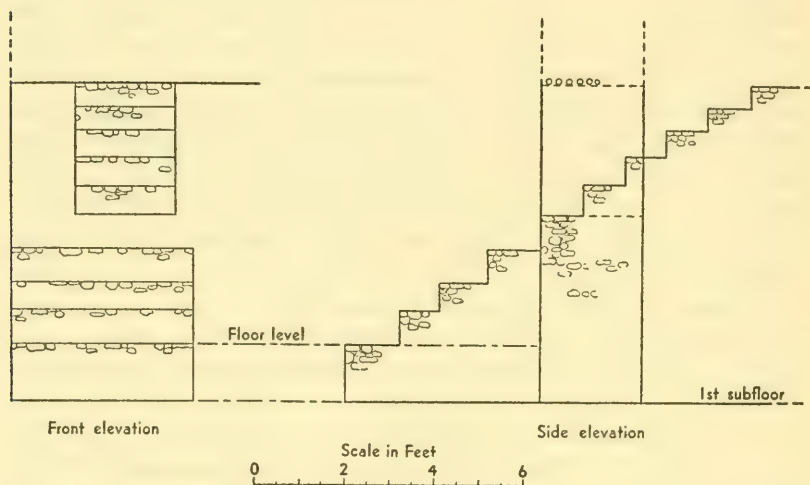 Floor level
1st subfloor
Front elevation
Side elevation
Scale in Feet
0 2 4 6